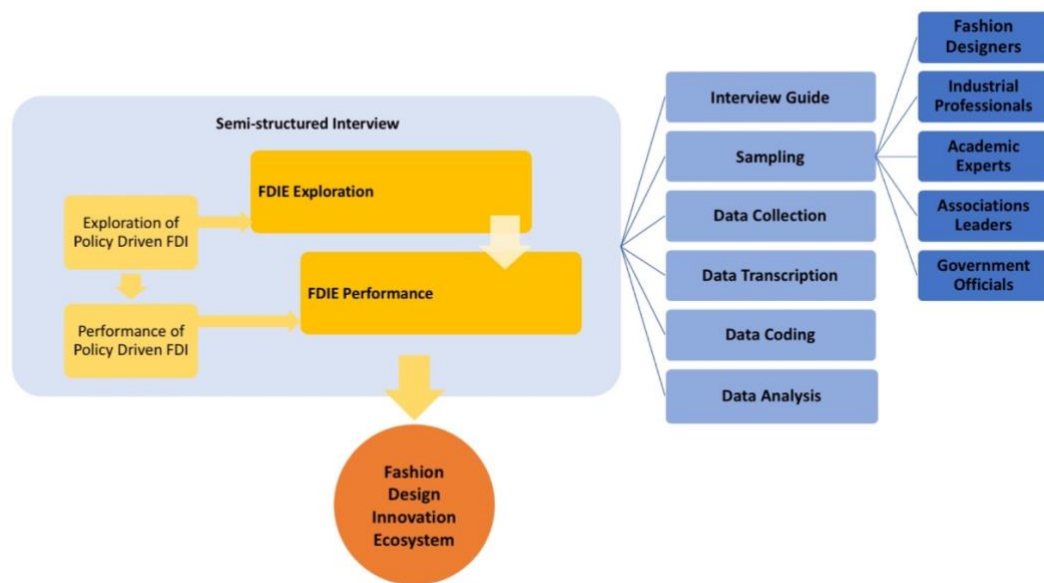 Semi-structured Interview
FDIE Exploration
Exploration of
Policy Driven FDI
FDIE Performance
Performance of
Policy Driven FDI
Fashion
Design
Innovation
Ecosystem
Interview Guide
Sampling
Data Collection
Data Transcription
Data Coding
Data Analysis
Fashion
Designers
Industrial
Professionals
Academic
Experts
Associations
Leaders
Government
Officials